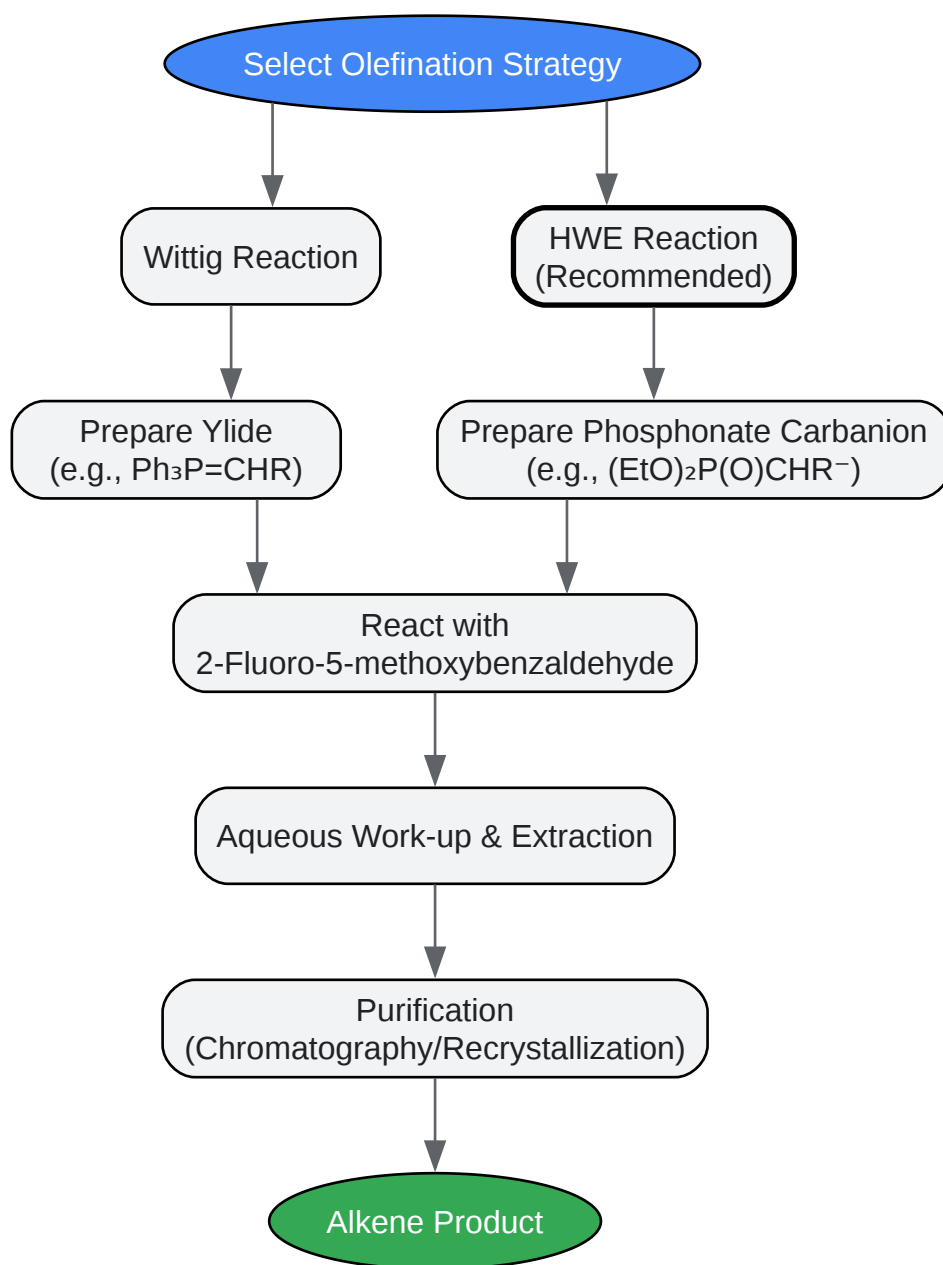 Select Olefination Strategy
Wittig Reaction
HWE Reaction
(Recommended)
Prepare Ylide
(e.g., Ph₃P=CHR)
Prepare Phosphonate Carbanion
(e.g., (EtO)₂P(O)CHR⁻)
React with
2-Fluoro-5-methoxybenzaldehyde
Aqueous Work-up & Extraction
Purification
(Chromatography/Recrystallization)
Alkene Product